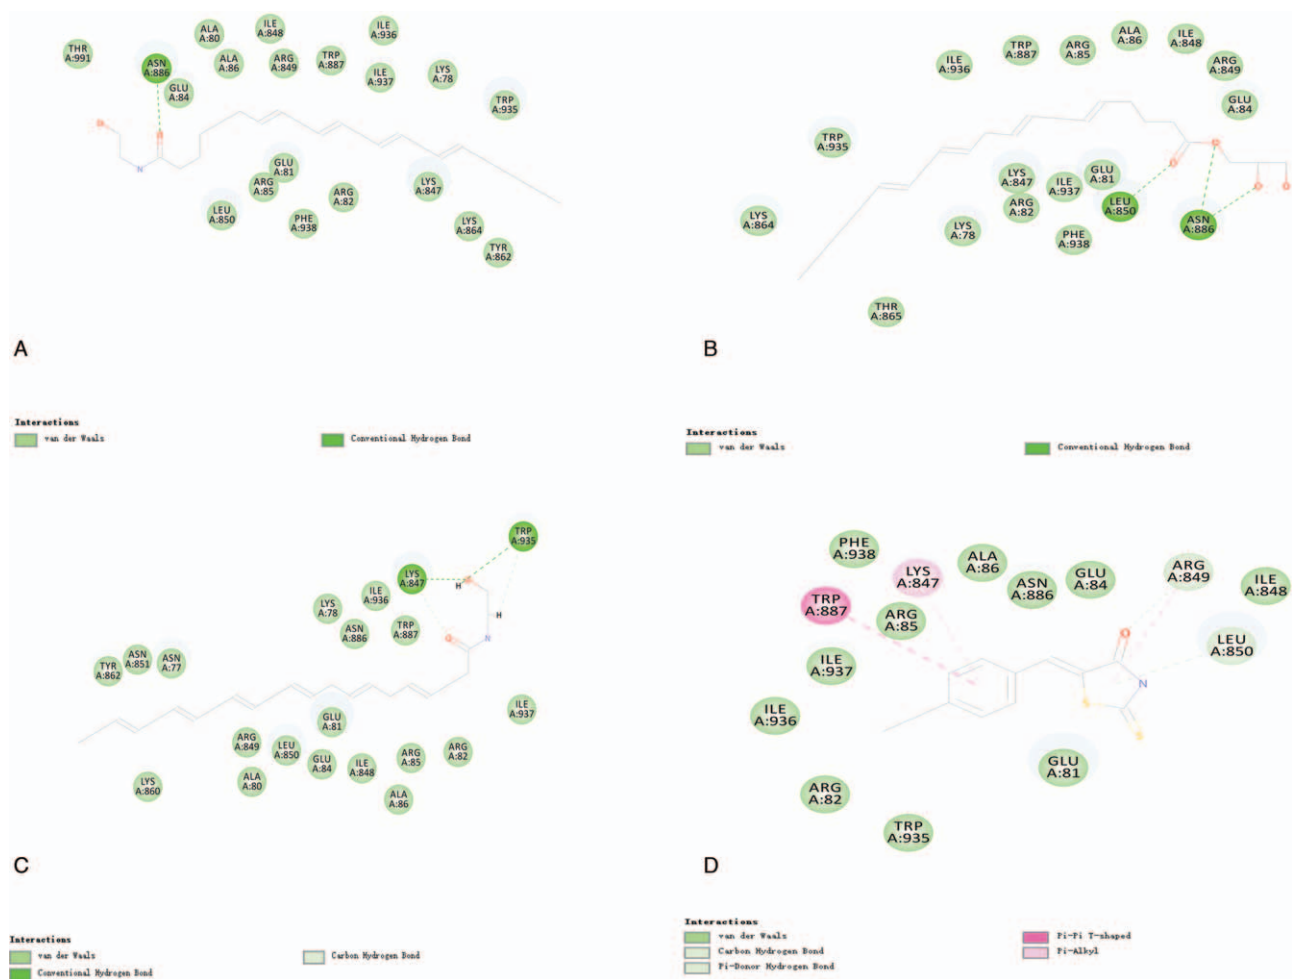 THR
A:991
ASN
A:886
ALA
A:80
ILE
A:848
ILE
A:936
GLU
A:84
ALA
A:86
ARG
A:849
TRP
A:887
ILE
A:937
LYS
A:78
TRP
A:935
O
O
N
GLU
A:81
ARG
A:85
LEU
A:850
PHE
A:938
ARG
A:82
LYS
A:847
LYS
A:864
TYR
A:862
A
Interactions
van der Waals
Conventional Hydrogen Bond
ILE
A:936
TRP
A:887
ARG
A:85
ALA
A:86
ILE
A:848
ARG
A:849
GLU
A:84
TRP
A:935
O
O
O
O
LYS
A:847
ILE
A:937
GLU
A:81
ARG
A:82
LEU
A:850
ASN
A:886
LYS
A:864
LYS
A:78
PHE
A:938
THR
A:865
B
Interactions
van der Waals
Conventional Hydrogen Bond
TRP
A:935
LYS
A:847
H
O
H
N
O
LYS
A:78
ILE
A:936
ASN
A:886
TRP
A:887
TYR
A:862
ASN
A:851
ASN
A:77
GLU
A:81
ILE
A:937
ARG
A:849
LEU
A:850
GLU
A:84
ILE
A:848
ARG
A:85
ARG
A:82
LYS
A:860
ALA
A:80
ALA
A:86
C
Interactions
van der Waals
Conventional Hydrogen Bond
Carbon Hydrogen Bond
PHE
A:938
LYS
A:847
ALA
A:86
ASN
A:886
GLU
A:84
ARG
A:849
ILE
A:848
TRP
A:887
ARG
A:85
LEU
A:850
O
N
S
S
ILE
A:937
ILE
A:936
GLU
A:81
ARG
A:82
TRP
A:935
D
Interactions
van der Waals
Carbon Hydrogen Bond
Pi-Donor Hydrogen Bond
Pi-Pi T-shaped
Pi-Alkyl